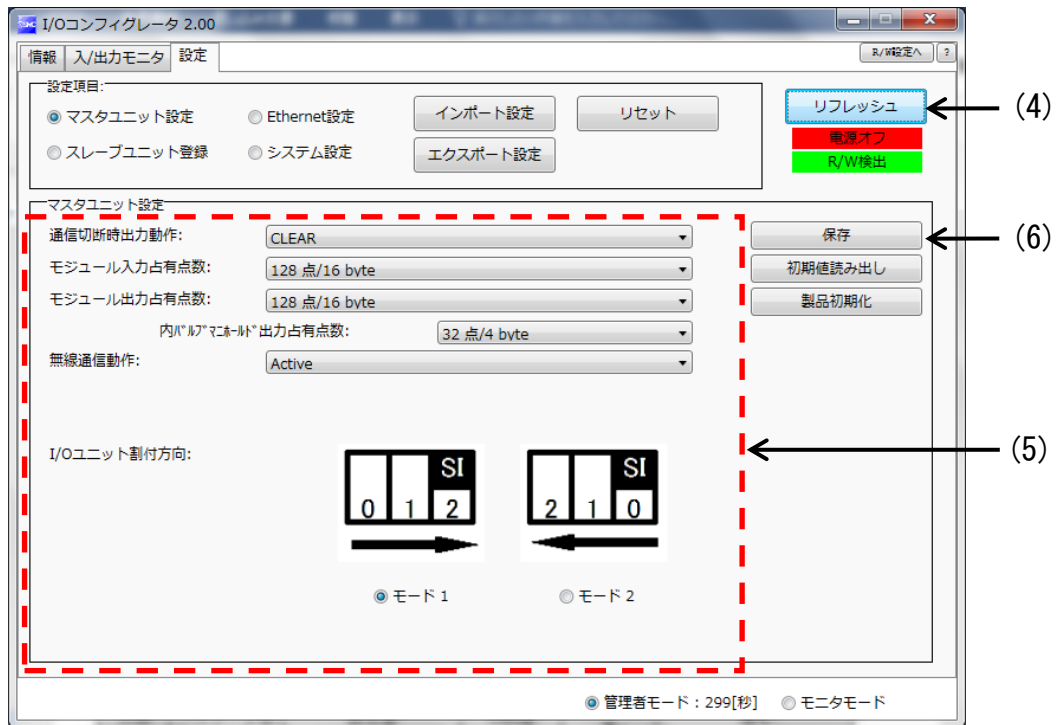 I/Oコンフィグレータ 2.00
情報 入/出力モニタ 設定 R/W設定へ ?
設定項目:
マスタユニット設定 Ethernet設定 インポート設定 リセット リフレッシュ (4)
電源オフ
スレーブユニット登録 システム設定 エクスポート設定 R/W検出
マスタユニット設定
通信切断時出力動作: CLEAR 保存 (6)
モジュール入力占有点数: 128 点/16 byte 初期値読み出し
モジュール出力占有点数: 128 点/16 byte 製品初期化
内バルブマニホールド出力占有点数: 32 点/4 byte
無線通信動作: Active
I/Oユニット割付方向: (5)
SI SI
0 1 2 2 1 0
モード 1 モード 2
管理者モード : 299[秒] モニタモード